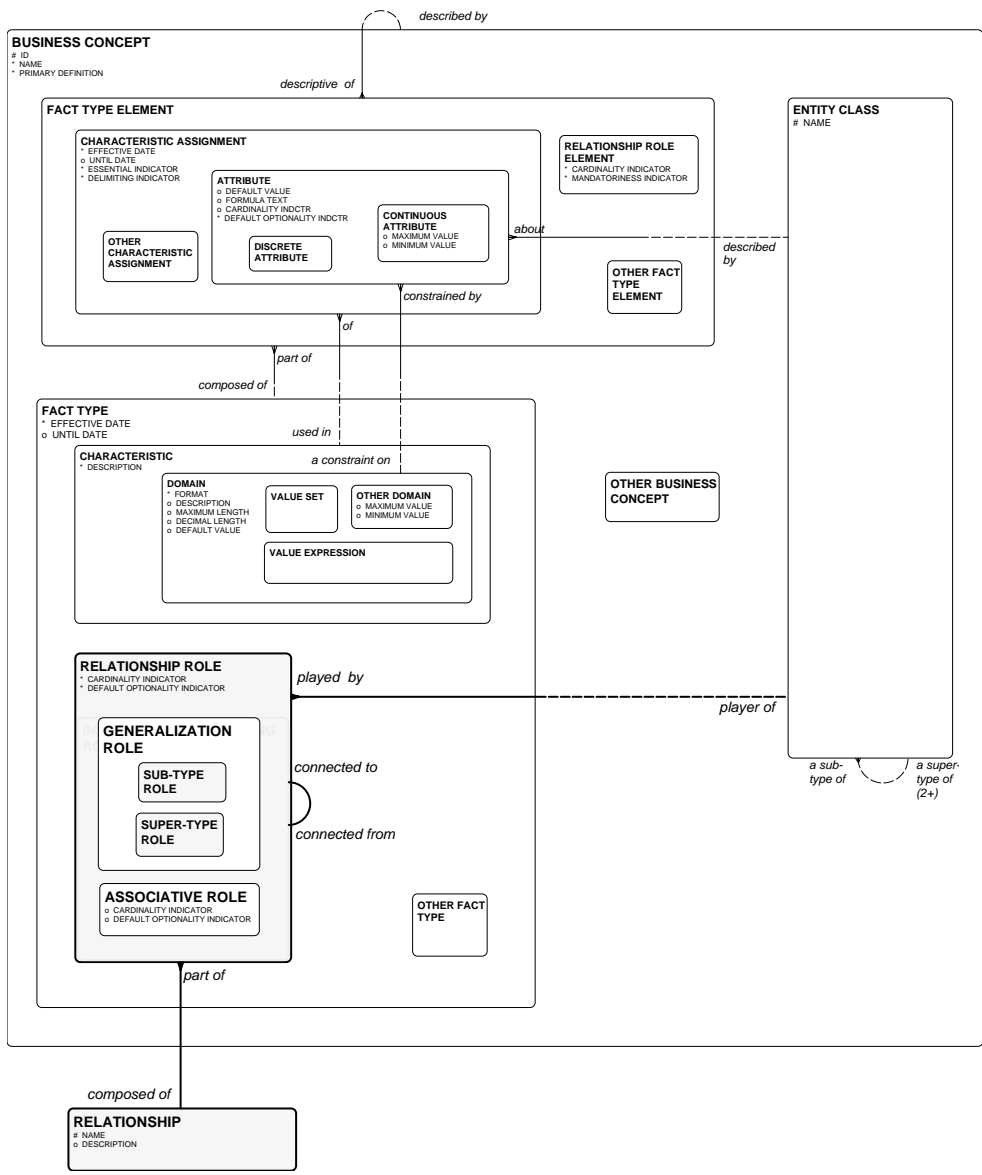 described by
BUSINESS CONCEPT
# ID
* NAME
* PRIMARY DEFINITION
descriptive of
FACT TYPE ELEMENT
CHARACTERISTIC ASSIGNMENT
* EFFECTIVE DATE
o UNTIL DATE
* ESSENTIAL INDICATOR
* DELIMITING INDICATOR
ATTRIBUTE
o DEFAULT VALUE
o FORMULA TEXT
o CARDINALITY INDCTR
* DEFAULT OPTIONALITY INDCTR
CONTINUOUS
ATTRIBUTE
o MAXIMUM VALUE
o MINIMUM VALUE
OTHER
CHARACTERISTIC
ASSIGNMENT
DISCRETE
ATTRIBUTE
RELATIONSHIP ROLE
ELEMENT
* CARDINALITY INDICATOR
* MANDATORINESS INDICATOR
OTHER FACT
TYPE
ELEMENT
ENTITY CLASS
# NAME
about
described
by
constrained by
of
part of
composed of
used in
a constraint on
FACT TYPE
* EFFECTIVE DATE
o UNTIL DATE
CHARACTERISTIC
* DESCRIPTION
DOMAIN
* FORMAT
o DESCRIPTION
o MAXIMUM LENGTH
o DECIMAL LENGTH
o DEFAULT VALUE
VALUE SET
OTHER DOMAIN
o MAXIMUM VALUE
o MINIMUM VALUE
VALUE EXPRESSION
OTHER BUSINESS
CONCEPT
RELATIONSHIP ROLE
* CARDINALITY INDICATOR
* DEFAULT OPTIONALITY INDICATOR
GENERALIZATION
ROLE
SUB-TYPE
ROLE
SUPER-TYPE
ROLE
ASSOCIATIVE ROLE
o CARDINALITY INDICATOR
o DEFAULT OPTIONALITY INDICATOR
played by
player of
connected to
connected from
a sub-
type of
a super-
type of
(2+)
OTHER FACT
TYPE
part of
composed of
RELATIONSHIP
# NAME
o DESCRIPTION